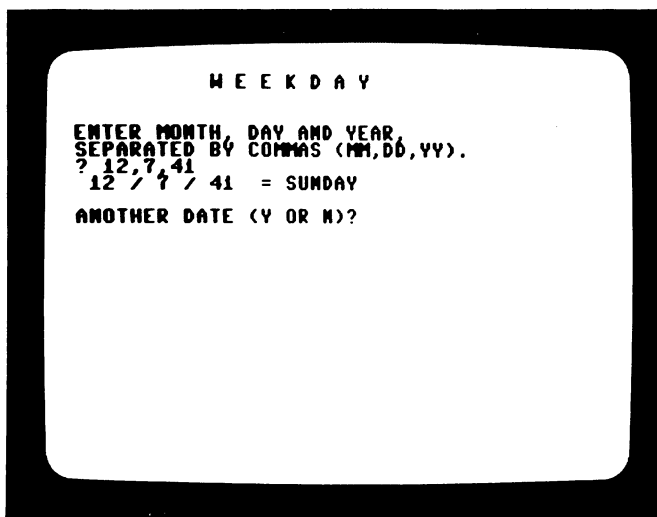 W E E K D A Y
ENTER MONTH, DAY AND YEAR,
SEPARATED BY COMMAS (MM,DD,YY).
? 12,7,41
12 / 7 / 41 = SUNDAY
ANOTHER DATE (Y OR N)?